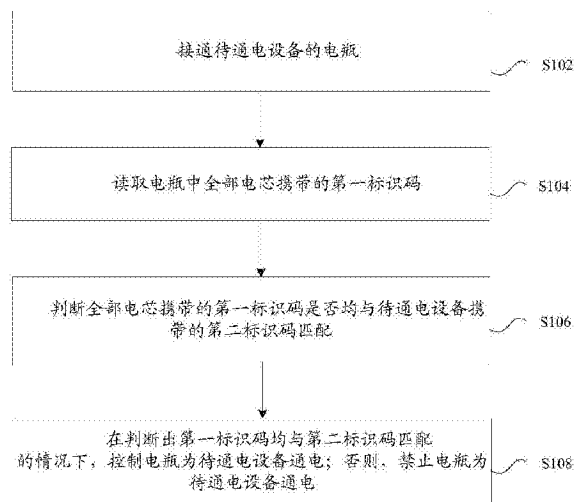 接通待通电设备的电瓶
S102
读取电瓶中全部电芯携带的第一标识码
S104
判断全部电芯携带的第一标识码是否均与待通电设备携
带的第二标识码匹配
S106
在判断出第一标识码均与第二标识码匹配
的情况下，控制电瓶为待通电设备通电；否则，禁止电瓶为
待通电设备通电
S108